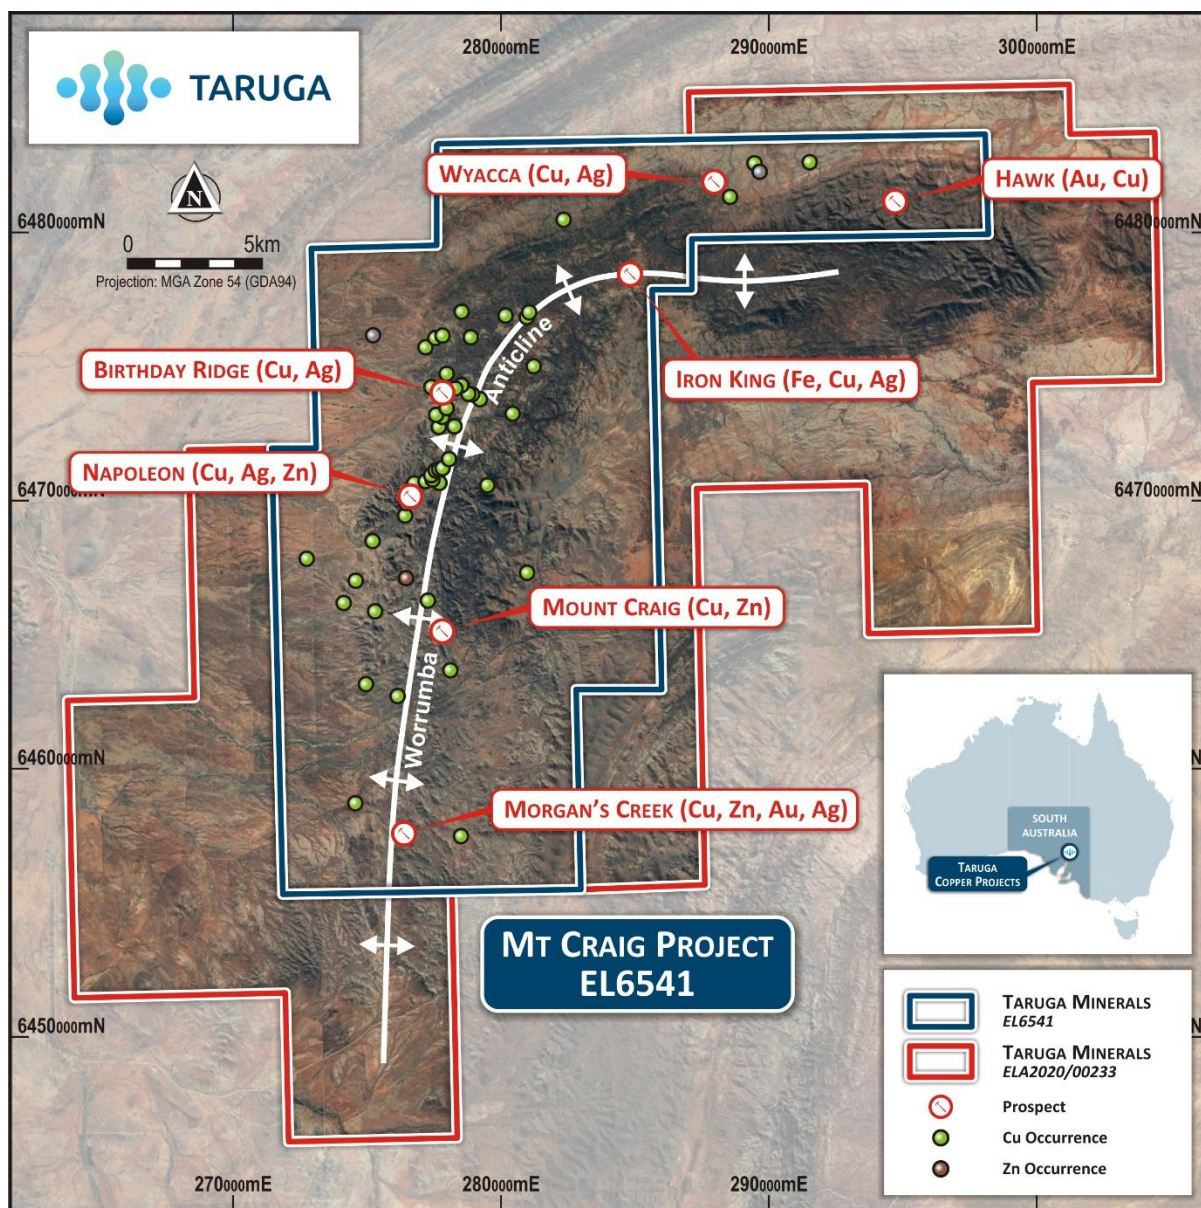 280000mE
290000mE
300000mE
TARUGA
N
0 5km
Projection: MGA Zone 54 (GDA94)
6480000mN
6480000mN
WYACCA (Cu, Ag)
HAWK (Au, Cu)
BIRTHDAY RIDGE (Cu, Ag)
IRON KING (Fe, Cu, Ag)
Anticline
NAPOLEON (Cu, Ag, Zn)
6470000mN
6470000mN
MOUNT CRAIG (Cu, Zn)
Worrumba
6460000mN
MORGAN'S CREEK (Cu, Zn, Au, Ag)
SOUTH
AUSTRALIA
TARUGA
COPPER PROJECTS
MT CRAIG PROJECT
EL6541
6450000mN
TARUGA MINERALS
EL6541
TARUGA MINERALS
ELA2020/00233
Prospect
Cu Occurrence
Zn Occurrence
270000mE
280000mE
290000mE